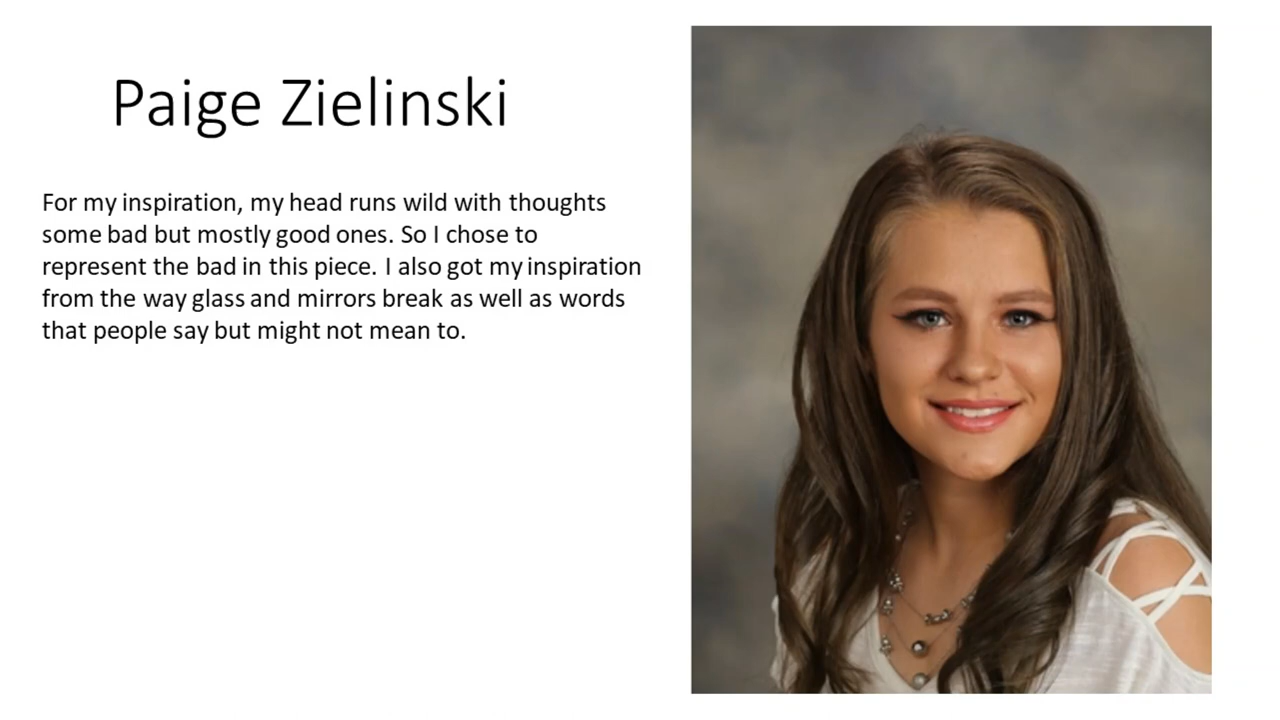 Paige Zielinski
For my inspiration, my head runs wild with thoughts
some bad but mostly good ones. So I chose to
represent the bad in this piece. I also got my inspiration
from the way glass and mirrors break as well as words
that people say but might not mean to.